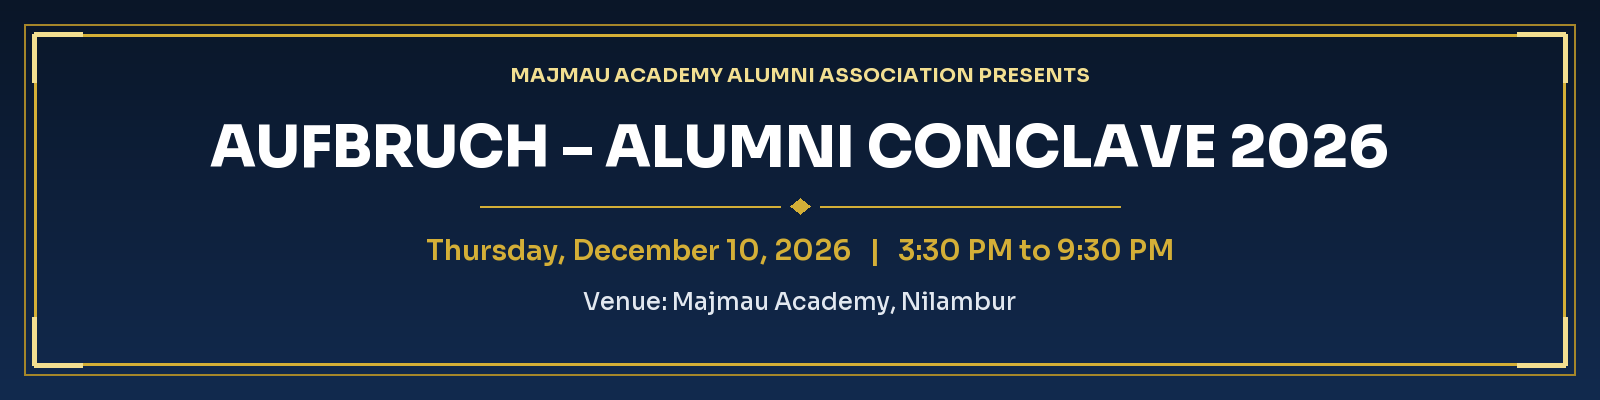 MAJMAU ACADEMY ALUMNI ASSOCIATION PRESENTS
AUFBRUCH – ALUMNI CONCLAVE 2026
Thursday, December 10, 2026 | 3:30 PM to 9:30 PM
Venue: Majmau Academy, Nilambur